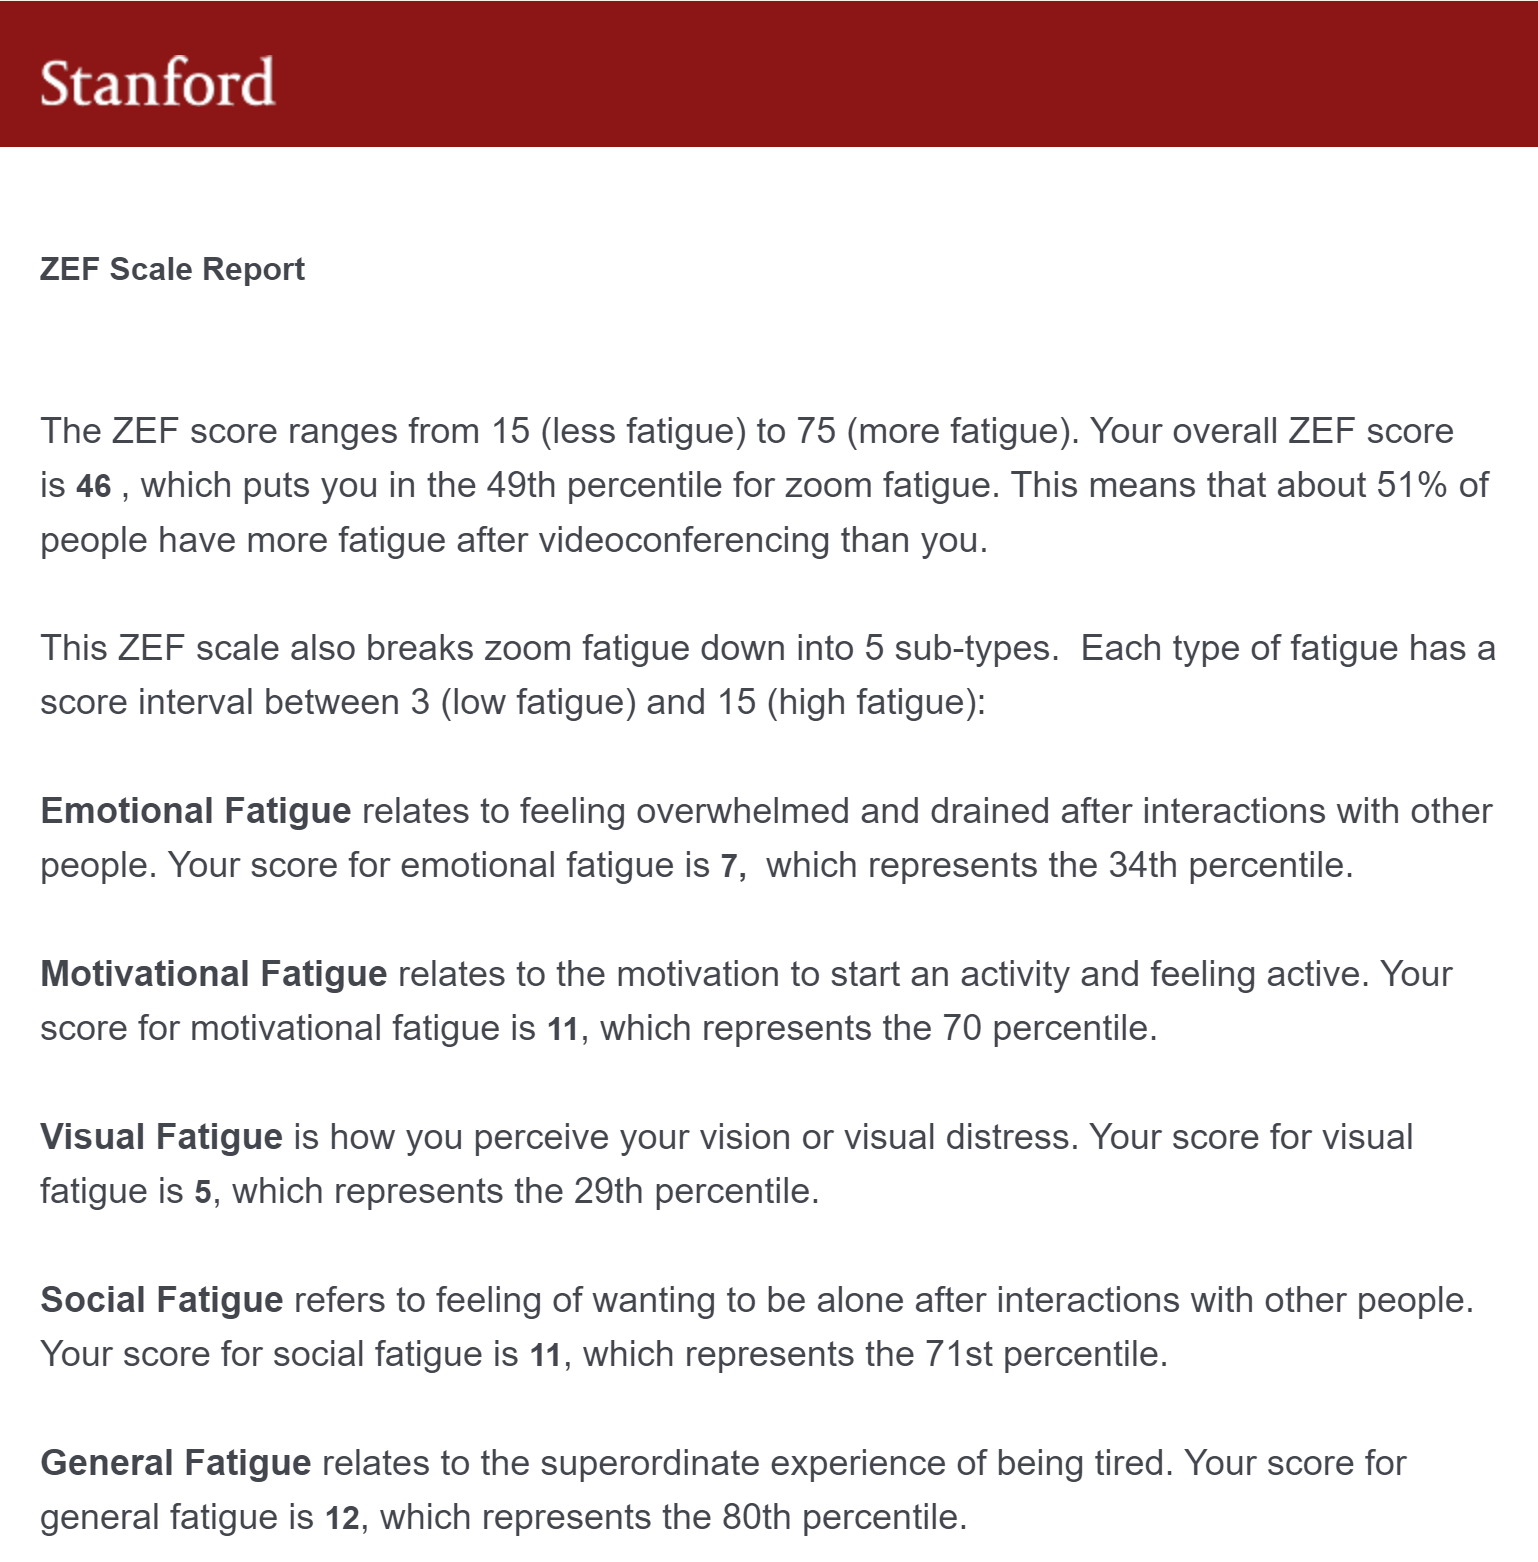 Stanford
ZEF Scale Report
The ZEF score ranges from 15 (less fatigue) to 75 (more fatigue). Your overall ZEF score
is 46 , which puts you in the 49th percentile for zoom fatigue. This means that about 51% of
people have more fatigue after videoconferencing than you.
This ZEF scale also breaks zoom fatigue down into 5 sub-types.  Each type of fatigue has a
score interval between 3 (low fatigue) and 15 (high fatigue):
Emotional Fatigue relates to feeling overwhelmed and drained after interactions with other
people. Your score for emotional fatigue is 7,  which represents the 34th percentile.
Motivational Fatigue relates to the motivation to start an activity and feeling active. Your
score for motivational fatigue is 11, which represents the 70 percentile.
Visual Fatigue is how you perceive your vision or visual distress. Your score for visual
fatigue is 5, which represents the 29th percentile.
Social Fatigue refers to feeling of wanting to be alone after interactions with other people.
Your score for social fatigue is 11, which represents the 71st percentile.
General Fatigue relates to the superordinate experience of being tired. Your score for
general fatigue is 12, which represents the 80th percentile.